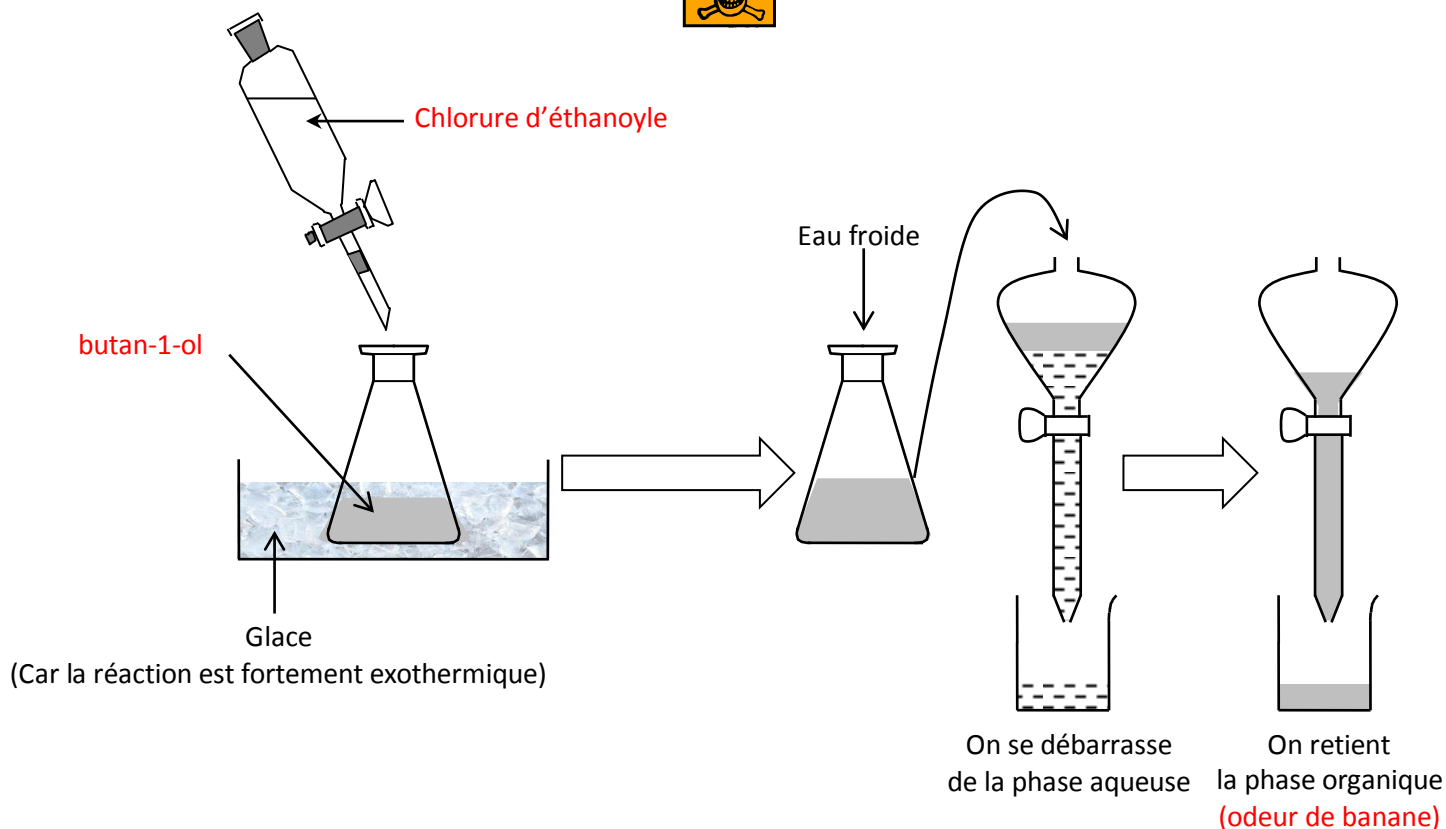 Chlorure d’éthanoyle
Eau froide
butan-1-ol
Glace
(Car la réaction est fortement exothermique)
On se débarrasse
de la phase aqueuse
On retient
la phase organique
(odeur de banane)